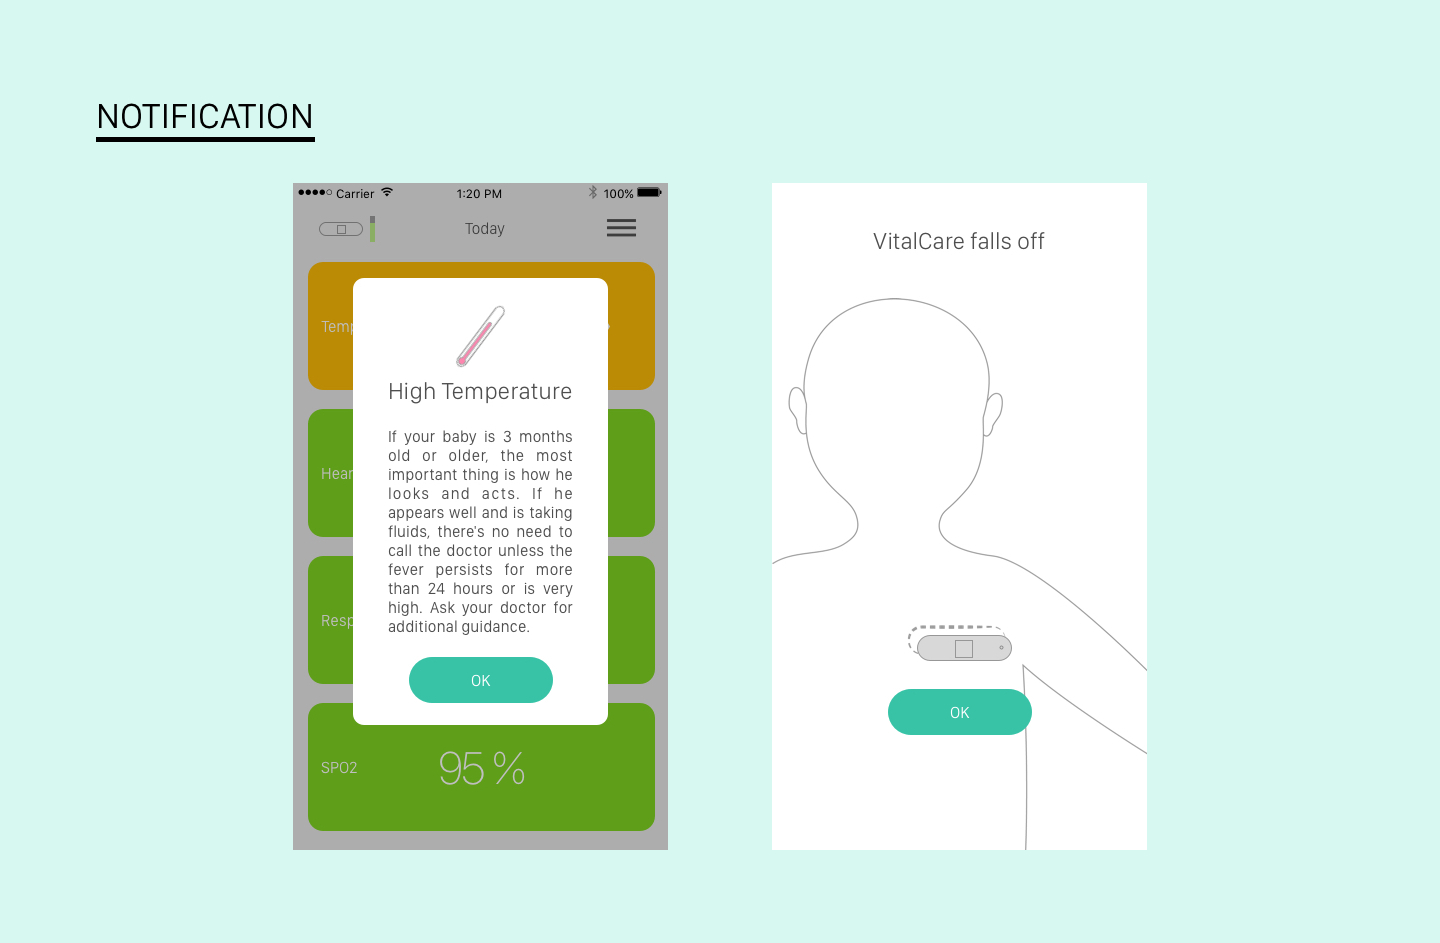 NOTIFICATION
Carrier 1:20 PM 100%
Today
High Temperature
If your baby is 3 months
old or older, the most
important thing is how he
looks and acts. If he
appears well and is taking
fluids, there's no need to
call the doctor unless the
fever persists for more
than 24 hours or is very
high. Ask your doctor for
additional guidance.
OK
SPO2 95 %
VitalCare falls off
OK